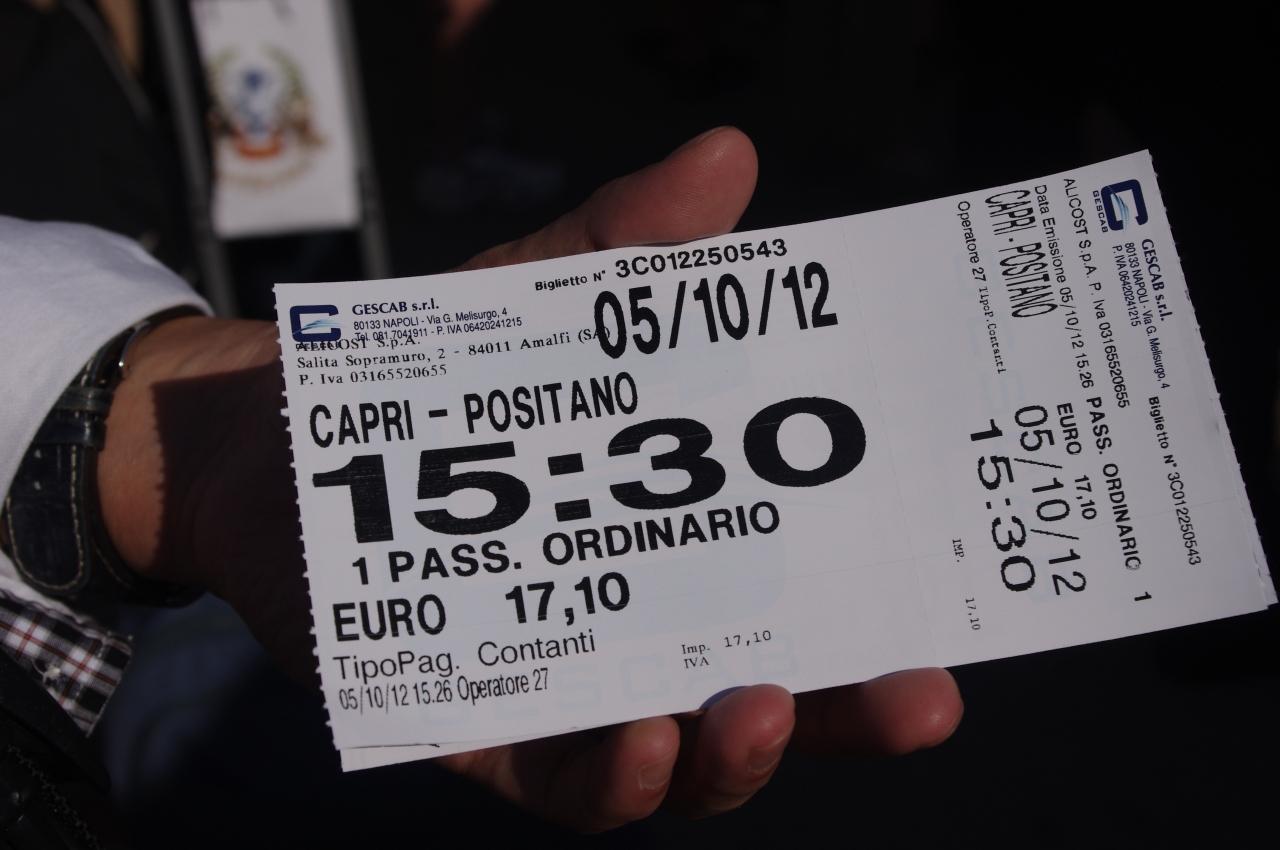 Biglietto N° 3C012250543
GESCAB s.r.l.
80133 NAPOLI - Via G. Melisurgo, 4
Tel. 081.7041911 - P. IVA 06420241215
GESCAB
ALICOST S.p.A.
Salita Sopramuro, 2 - 84011 Amalfi (SA)
P. Iva 03165520655
05/10/12
CAPRI - POSITANO
15:30
1 PASS. ORDINARIO
EURO 17,10
TipoPag. Contanti
05/10/12 15.26 Operatore 27
Imp. 17,10
IVA
GESCAB
GESCAB
GESCAB s.r.l.
80133 NAPOLI - Via G. Melisurgo, 4
P. IVA 06420241215
Biglietto N° 3C012250543
ALICOST S.p.A. P. Iva 03165520655
PASS. ORDINARIO 1
Data Emissione 05/10/12 15.26
EURO 17,10
CAPRI - POSITANO
05/10/12
15:30
Operatore 27 TipoP.Contanti
IMP. 17,10